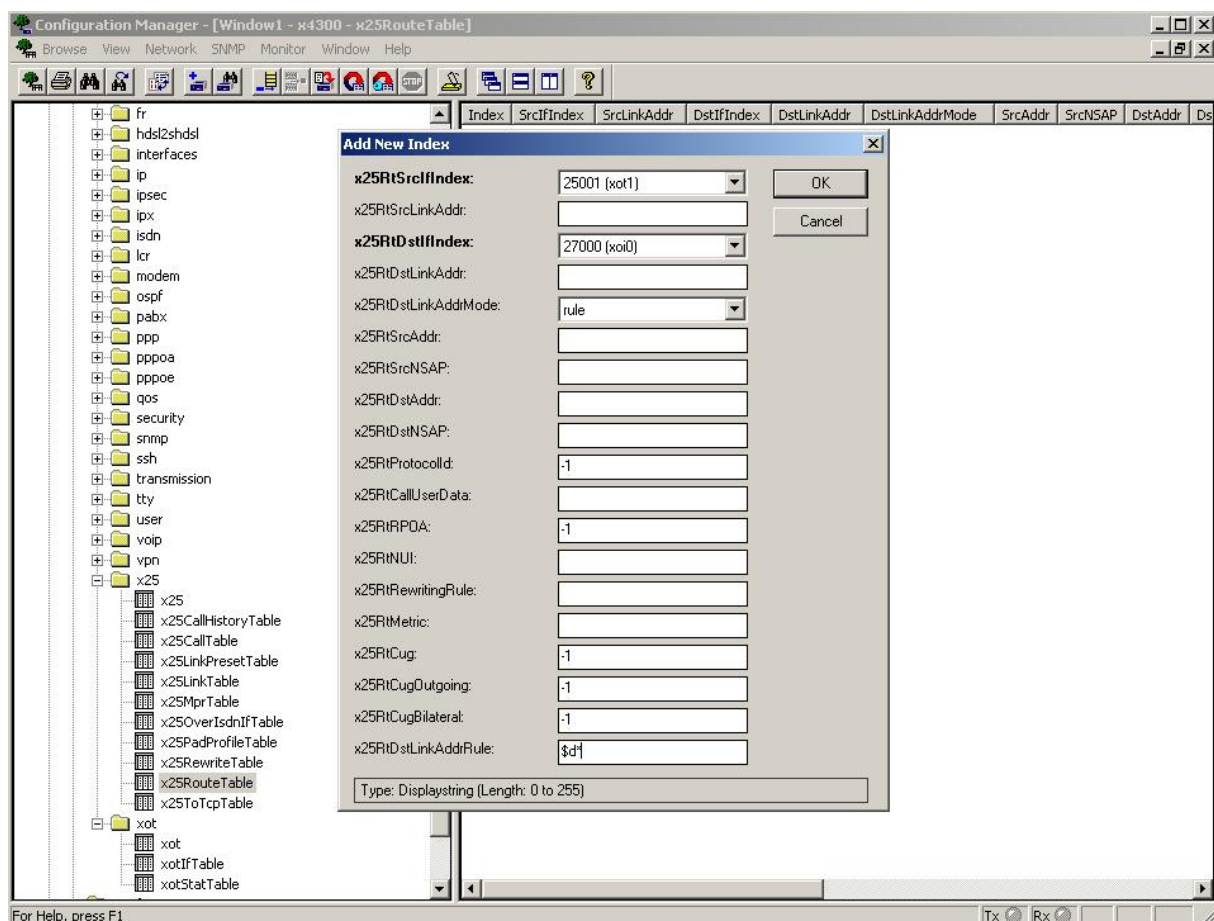 Configuration Manager - [Window1 - x4300 - x25RouteTable]
Browse View Network SNMP Monitor Window Help
STOP
fr
hdsl2shdsl
interfaces
ip
ipsec
ipx
isdn
lcr
modem
ospf
pabx
ppp
pppoa
pppoe
qos
security
snmp
ssh
transmission
tty
user
voip
vpn
x25
x25
x25CallHistoryTable
x25CallTable
x25LinkPresetTable
x25LinkTable
x25MprTable
x25OverIsdnIfTable
x25PadProfileTable
x25RewriteTable
x25RouteTable
x25ToTcpTable
xot
xot
xotIfTable
xotStatTable
Index SrcIfIndex SrcLinkAddr DstIfIndex DstLinkAddr DstLinkAddrMode SrcAddr SrcNSAP DstAddr Ds
Add New Index
x25RtSrcIfIndex: 25001 (xot1) OK
x25RtSrcLinkAddr: Cancel
x25RtDstIfIndex: 27000 (xoi0)
x25RtDstLinkAddr:
x25RtDstLinkAddrMode: rule
x25RtSrcAddr:
x25RtSrcNSAP:
x25RtDstAddr:
x25RtDstNSAP:
x25RtProtocolId: -1
x25RtCallUserData:
x25RtRPOA: -1
x25RtNUI:
x25RtRewritingRule:
x25RtMetric:
x25RtCug: -1
x25RtCugOutgoing: -1
x25RtCugBilateral: -1
x25RtDstLinkAddrRule: $d*
Type: Displaystring (Length: 0 to 255)
For Help, press F1
Tx Rx